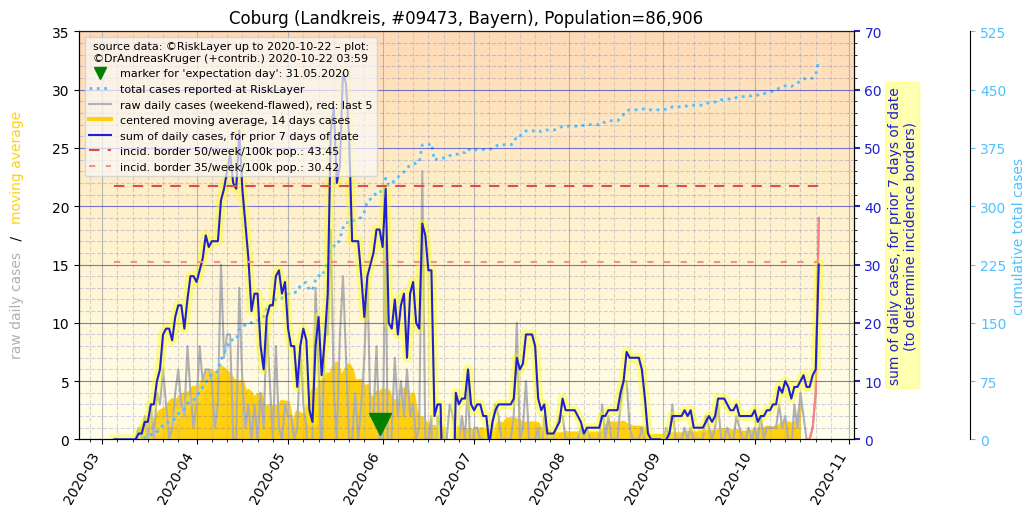 Coburg (Landkreis, #09473, Bayern), Population=86,906
source data: ©RiskLayer up to 2020-10-22 – plot:
©DrAndreasKruger (+contrib.) 2020-10-22 03:59
marker for 'expectation day': 31.05.2020
total cases reported at RiskLayer
raw daily cases (weekend-flawed), red: last 5
centered moving average, 14 days cases
sum of daily cases, for prior 7 days of date
incid. border 50/week/100k pop.: 43.45
incid. border 35/week/100k pop.: 30.42
raw daily cases / moving average
35
30
25
20
15
10
5
0
70
60
50
40
30
20
10
0
sum of daily cases, for prior 7 days of date
(to determine incidence borders)
525
450
375
300
225
150
75
0
cumulative total cases
2020-03
2020-04
2020-05
2020-06
2020-07
2020-08
2020-09
2020-10
2020-11